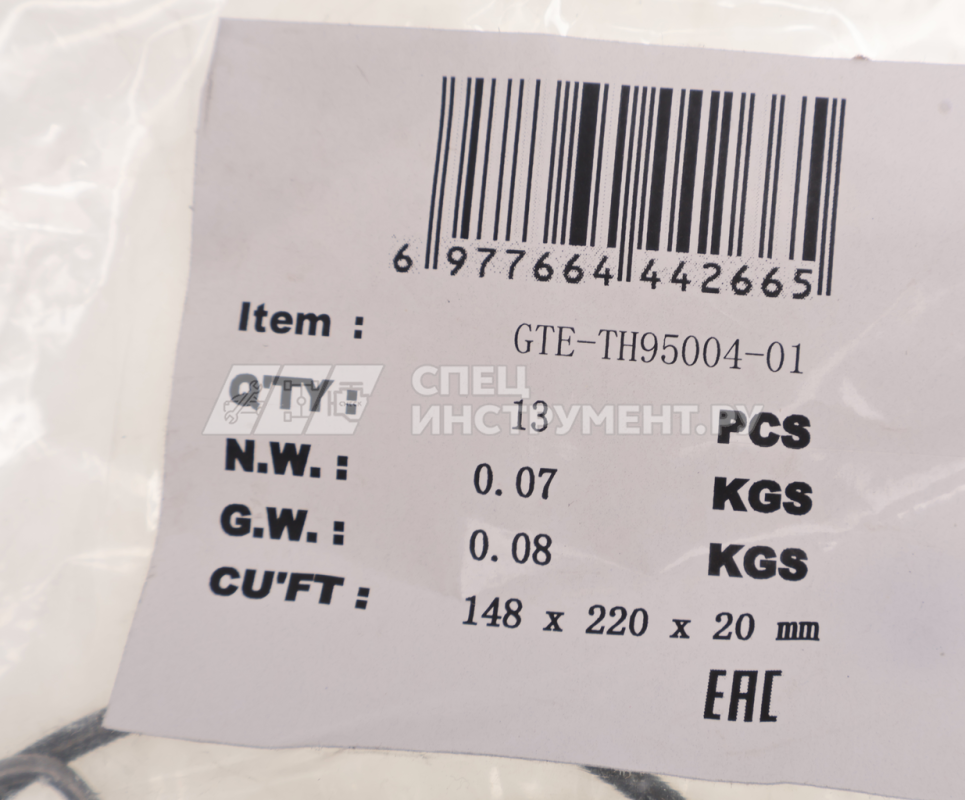 6 977664 442665
Item : GTE-TH95004-01
Q'TY : 13 PCS
СПЕЦ
ИНСТРУМЕНТ.РУ
N.W. : 0.07 KGS
G.W. : 0.08 KGS
CU'FT : 148 x 220 x 20 mm
EAC